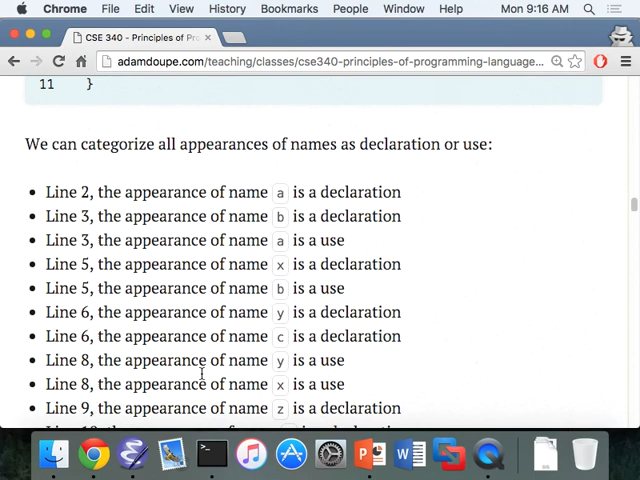 Chrome File Edit View History Bookmarks People Window Help Mon 9:16 AM
CSE 340 - Principles of Pro
adamdoupe.com/teaching/classes/cse340-principles-of-programming-language...
11 }
We can categorize all appearances of names as declaration or use:
• Line 2, the appearance of name a is a declaration
• Line 3, the appearance of name b is a declaration
• Line 3, the appearance of name a is a use
• Line 5, the appearance of name x is a declaration
• Line 5, the appearance of name b is a use
• Line 6, the appearance of name y is a declaration
• Line 6, the appearance of name c is a declaration
• Line 8, the appearance of name y is a use
• Line 8, the appearance of name x is a use
• Line 9, the appearance of name z is a declaration